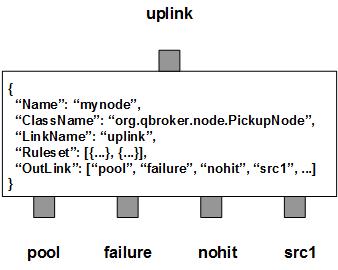 uplink
{
“Name”: “mynode”,
“ClassName”: “org.qbroker.node.PickupNode”,
“LinkName”: “uplink”,
“Ruleset”: [{...}, {...}],
“OutLink”: [“pool”, “failure”, “nohit”, “src1”, ...]
}
pool failure nohit src1